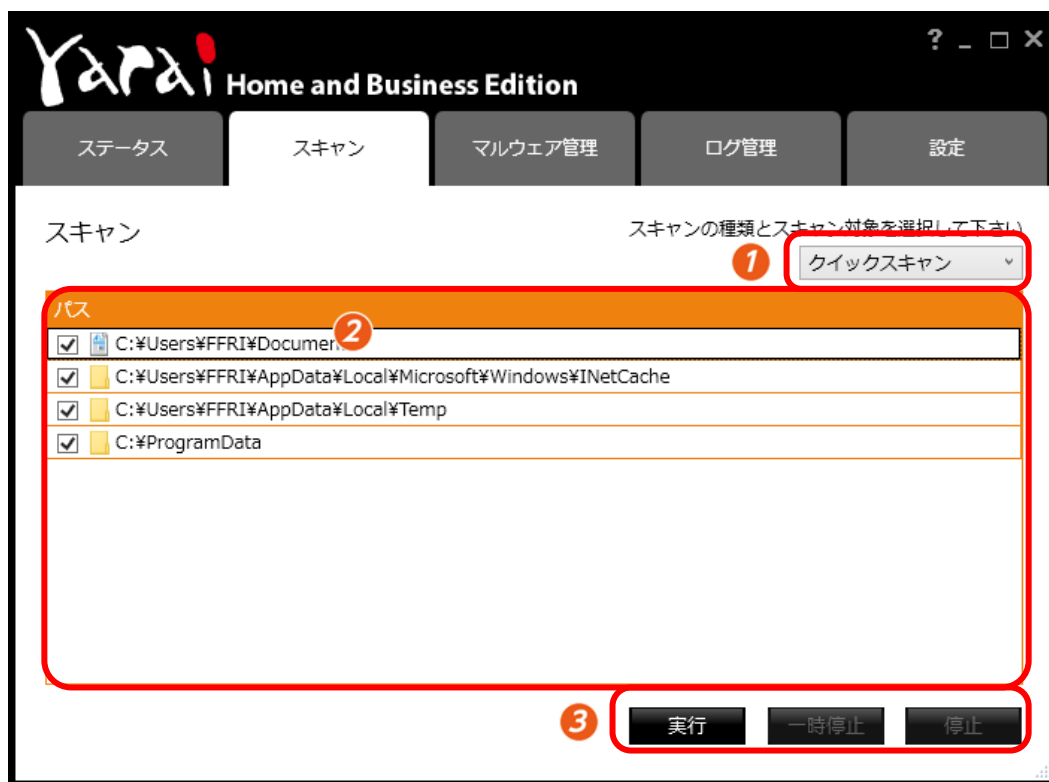 Yarai Home and Business Edition
? _ □ ×
ステータス スキャン マルウェア管理 ログ管理 設定
スキャン
スキャンの種類とスキャン対象を選択して下さい
1 クイックスキャン
パス
2
C:¥Users¥FFRI¥Documen
C:¥Users¥FFRI¥AppData¥Local¥Microsoft¥Windows¥INetCache
C:¥Users¥FFRI¥AppData¥Local¥Temp
C:¥ProgramData
3 実行 一時停止 停止